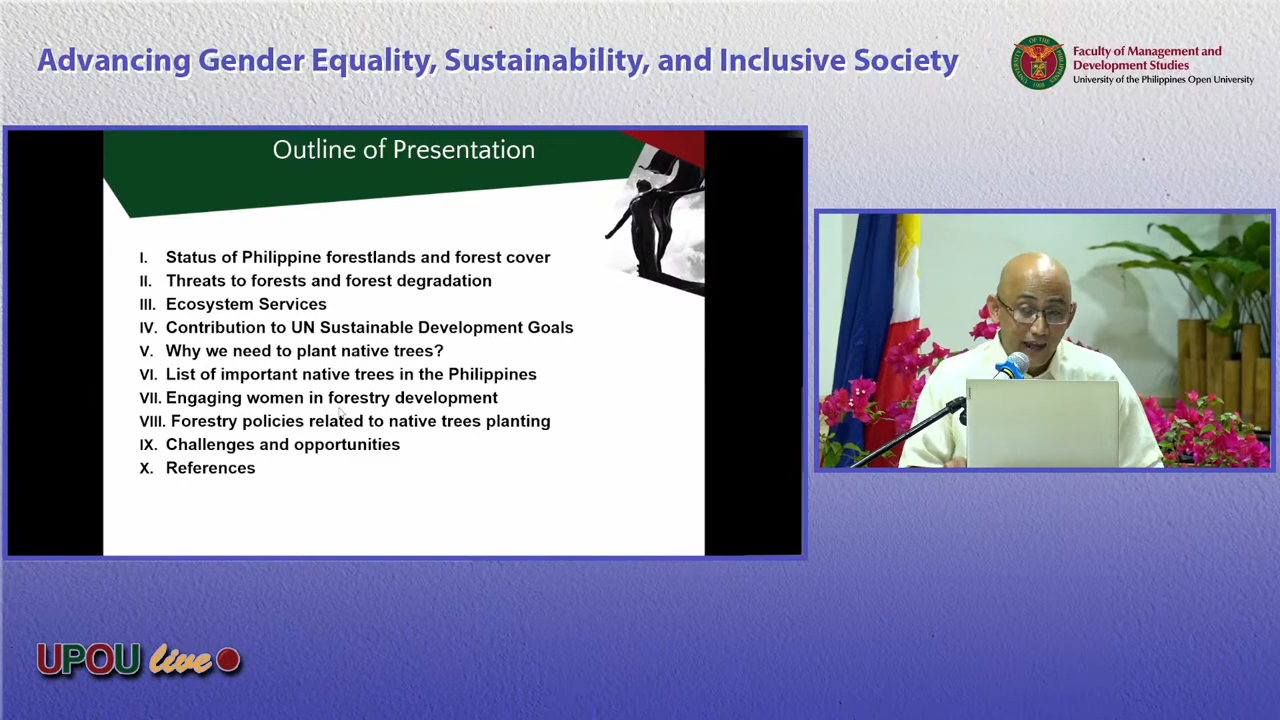 Advancing Gender Equality, Sustainability, and Inclusive Society
Faculty of Management and
Development Studies
University of the Philippines Open University
Outline of Presentation
I. Status of Philippine forestlands and forest cover
II. Threats to forests and forest degradation
III. Ecosystem Services
IV. Contribution to UN Sustainable Development Goals
V. Why we need to plant native trees?
VI. List of important native trees in the Philippines
VII. Engaging women in forestry development
VIII. Forestry policies related to native trees planting
IX. Challenges and opportunities
X. References
UPOU live